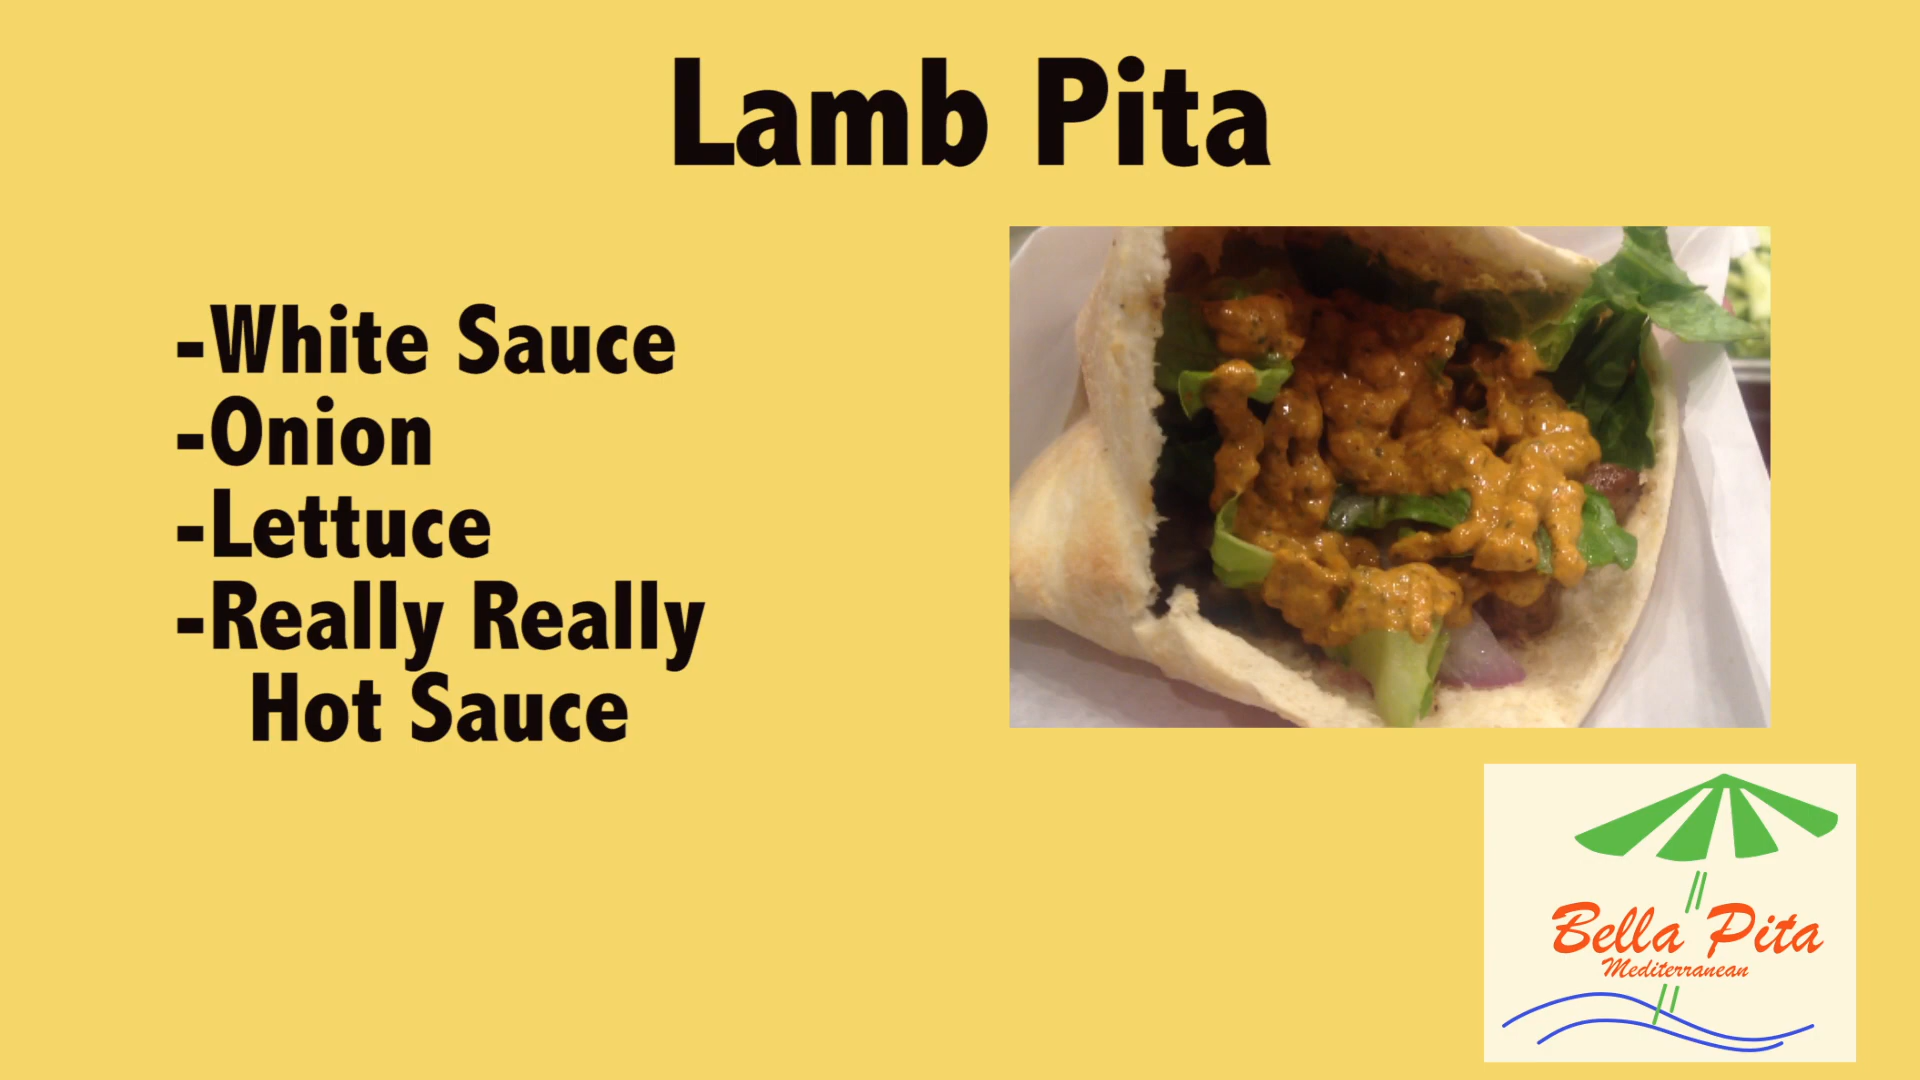 Lamb Pita
-White Sauce
-Onion
-Lettuce
-Really Really
Hot Sauce
Bella Pita
Mediterranean